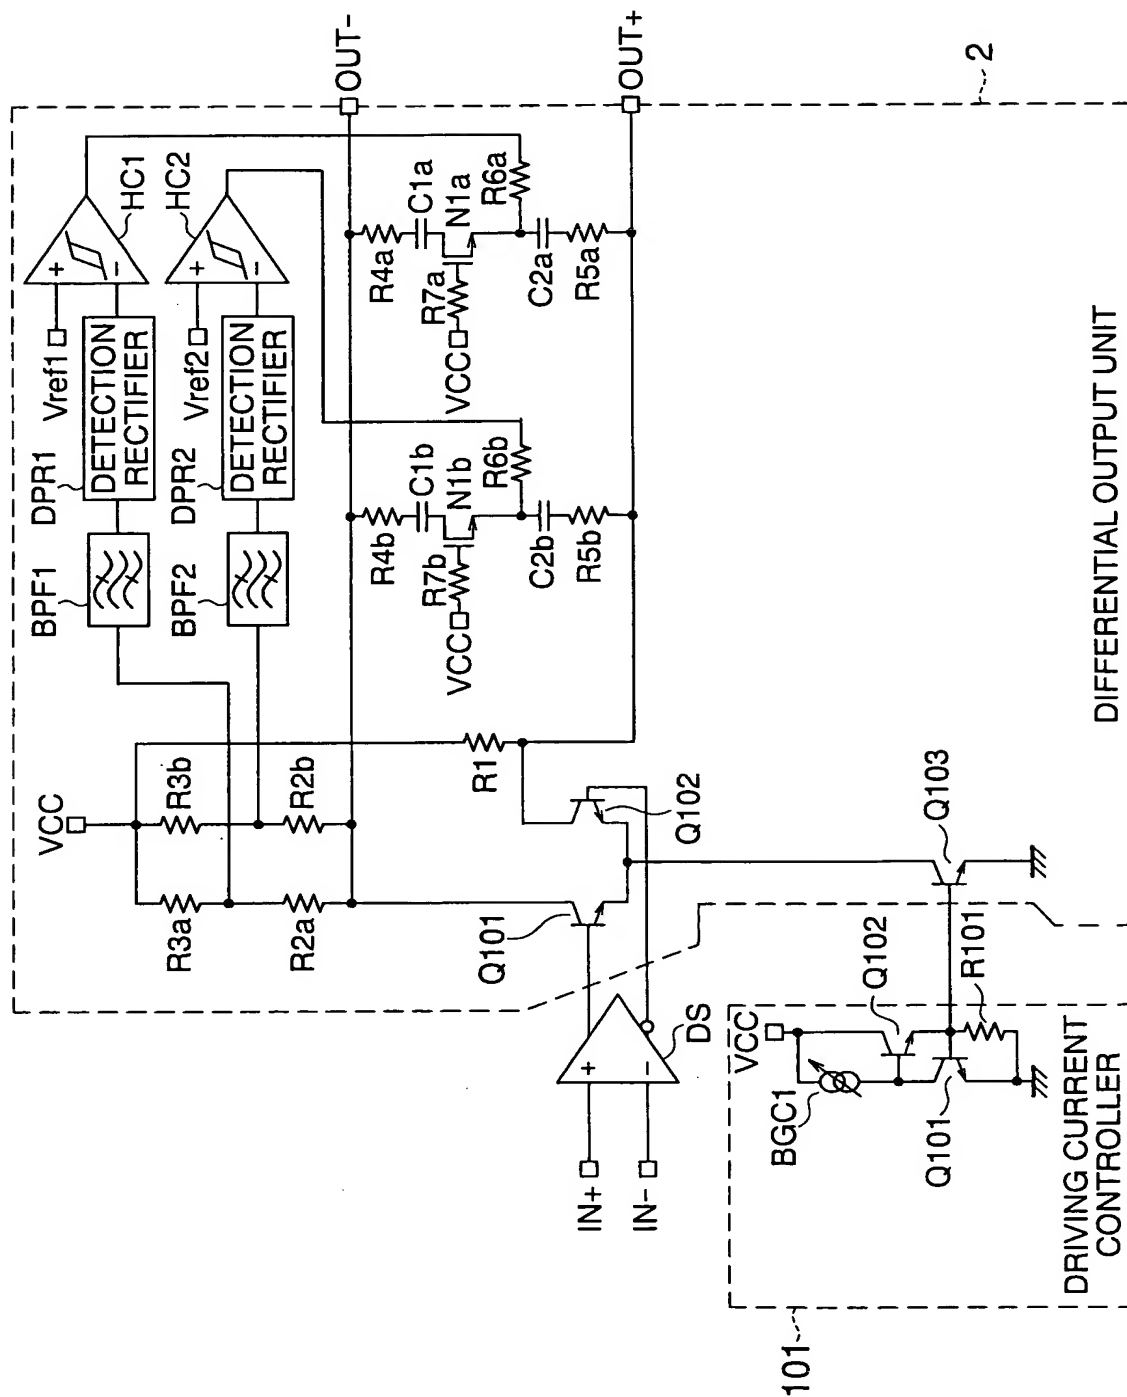 VCC
R3a
R3b
R2a
R2b
BPF1
DPR1
DETECTION
RECTIFIER
Vref1
+
-
HC1
BPF2
DPR2
DETECTION
RECTIFIER
Vref2
+
-
HC2
OUT-
R4b
C1b
R7b
N1b
VCC
R6b
C2b
R5b
R4a
C1a
R7a
N1a
VCC
R6a
C2a
R5a
OUT+
R1
Q101
Q102
IN+
IN-
+
-
DS
Q103
DIFFERENTIAL OUTPUT UNIT
2
101
VCC
BGC1
Q102
Q101
R101
DRIVING CURRENT
CONTROLLER